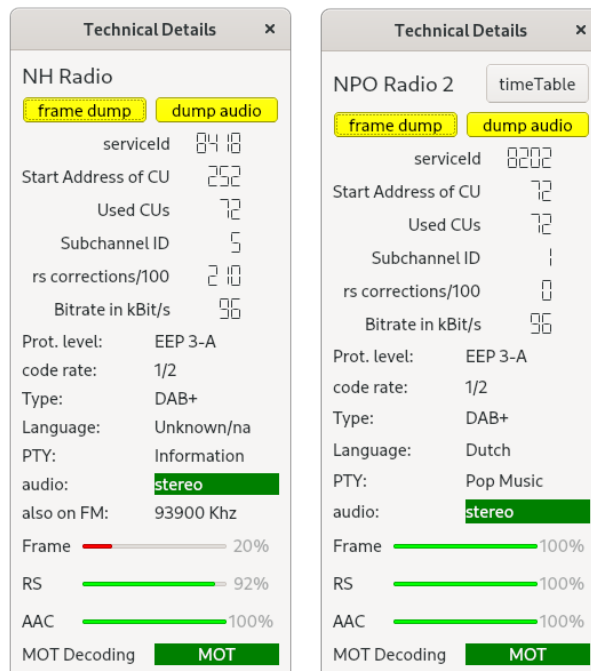 Technical Details ×
NH Radio
frame dump dump audio
serviceId 8418
Start Address of CU 252
Used CUs 72
Subchannel ID 5
rs corrections/100 210
Bitrate in kBit/s 96
Prot. level: EEP 3-A
code rate: 1/2
Type: DAB+
Language: Unknown/na
PTY: Information
audio: stereo
also on FM: 93900 Khz
Frame 20%
RS 92%
AAC 100%
MOT Decoding MOT
Technical Details ×
NPO Radio 2 timeTable
frame dump dump audio
serviceId 8202
Start Address of CU 72
Used CUs 72
Subchannel ID 1
rs corrections/100 0
Bitrate in kBit/s 96
Prot. level: EEP 3-A
code rate: 1/2
Type: DAB+
Language: Dutch
PTY: Pop Music
audio: stereo
Frame 100%
RS 100%
AAC 100%
MOT Decoding MOT